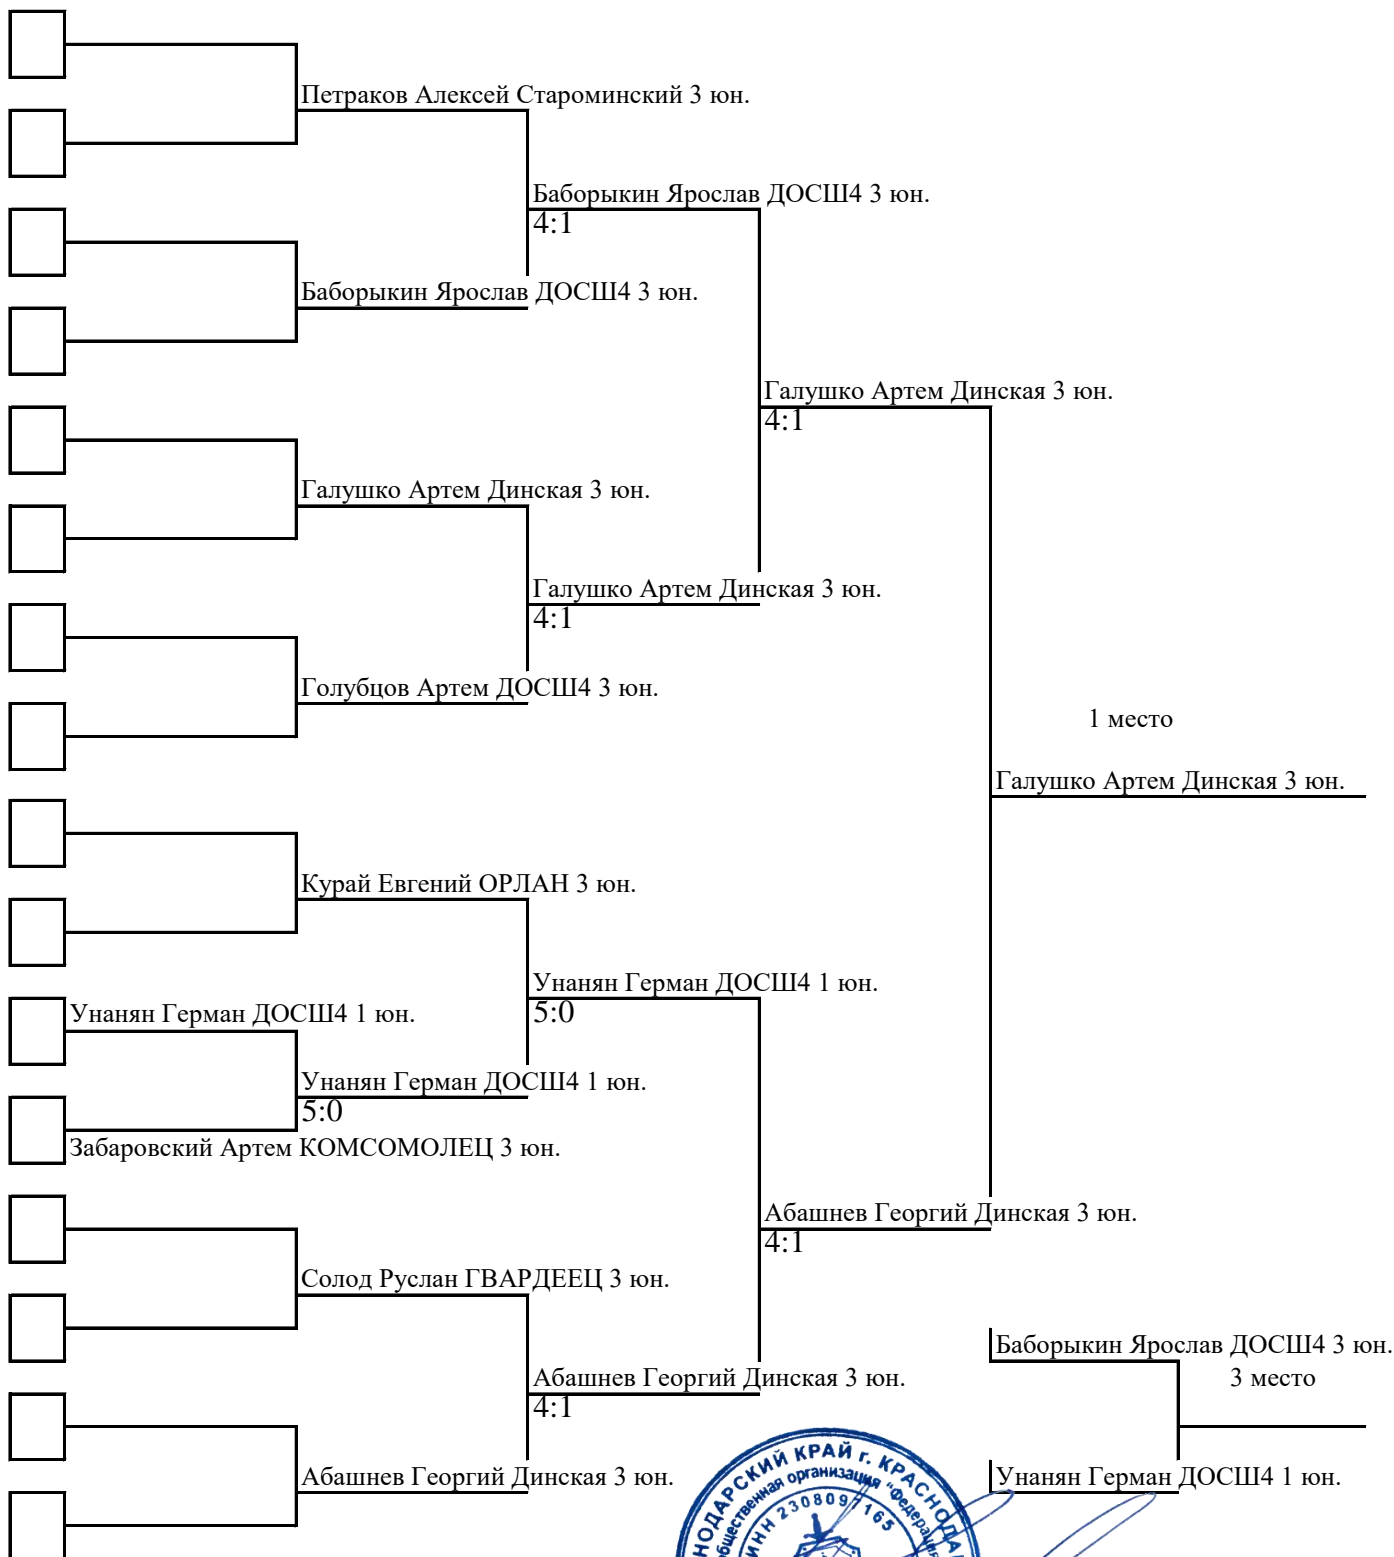 Петраков Алексей Староминский 3 юн.
Баборыкин Ярослав ДОСШ4 3 юн.
4:1
Баборыкин Ярослав ДОСШ4 3 юн.
Галушко Артем Динская 3 юн.
4:1
Галушко Артем Динская 3 юн.
Галушко Артем Динская 3 юн.
4:1
Голубцов Артем ДОСШ4 3 юн.
1 место
Галушко Артем Динская 3 юн.
Курай Евгений ОРЛАН 3 юн.
Унанян Герман ДОСШ4 1 юн.
5:0
Унанян Герман ДОСШ4 1 юн.
Унанян Герман ДОСШ4 1 юн.
5:0
Забаровский Артем КОМСОМОЛЕЦ 3 юн.
Абашнев Георгий Динская 3 юн.
4:1
Солод Руслан ГВАРДЕЕЦ 3 юн.
Баборыкин Ярослав ДОСШ4 3 юн.
3 место
Абашнев Георгий Динская 3 юн.
4:1
Абашнев Георгий Динская 3 юн.
Унанян Герман ДОСШ4 1 юн.
КРАЙ г.
общественная организация
ИНН 2308097165